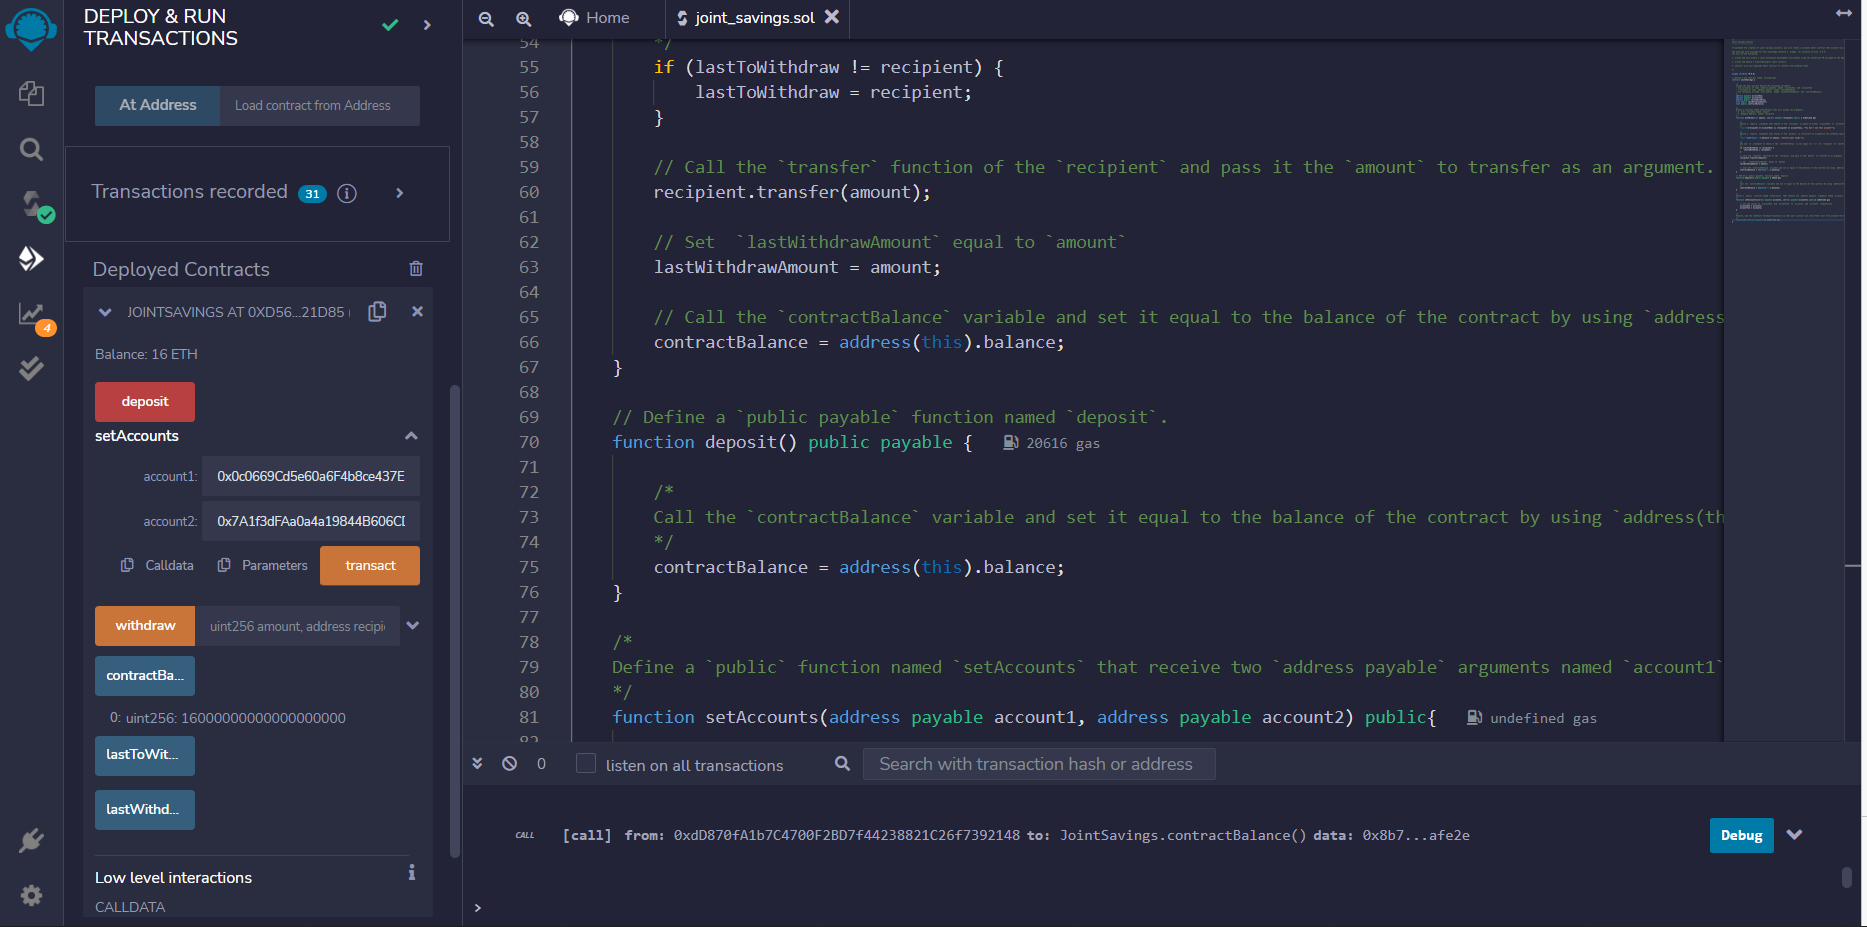 DEPLOY & RUN
TRANSACTIONS
At Address
Load contract from Address
Transactions recorded 31
Deployed Contracts
JOINTSAVINGS AT 0XD56...21D85
Balance: 16 ETH
deposit
setAccounts
account1: 0x0c0669Cd5e60a6F4b8ce437E
account2: 0x7A1f3dFAa0a4a19844B606CD
Calldata
Parameters
transact
withdraw
uint256 amount, address recipi
contractBa...
0: uint256: 16000000000000000000
lastToWit...
lastWithd...
Low level interactions
CALLDATA
4
Home
joint_savings.sol
54 */
55 if (lastToWithdraw != recipient) {
56 lastToWithdraw = recipient;
57 }
58
59 // Call the `transfer` function of the `recipient` and pass it the `amount` to transfer as an argument.
60 recipient.transfer(amount);
61
62 // Set  `lastWithdrawAmount` equal to `amount`
63 lastWithdrawAmount = amount;
64
65 // Call the `contractBalance` variable and set it equal to the balance of the contract by using `address
66 contractBalance = address(this).balance;
67 }
68
69 // Define a `public payable` function named `deposit`.
70 function deposit() public payable { 20616 gas
71
72 /*
73 Call the `contractBalance` variable and set it equal to the balance of the contract by using `address(th
74 */
75 contractBalance = address(this).balance;
76 }
77
78 /*
79 Define a `public` function named `setAccounts` that receive two `address payable` arguments named `account1`
80 */
81 function setAccounts(address payable account1, address payable account2) public{ undefined gas
82
0
listen on all transactions
Search with transaction hash or address
CALL [call] from: 0xdD870fA1b7C4700F2BD7f44238821C26f7392148 to: JointSavings.contractBalance() data: 0x8b7...afe2e
Debug
>